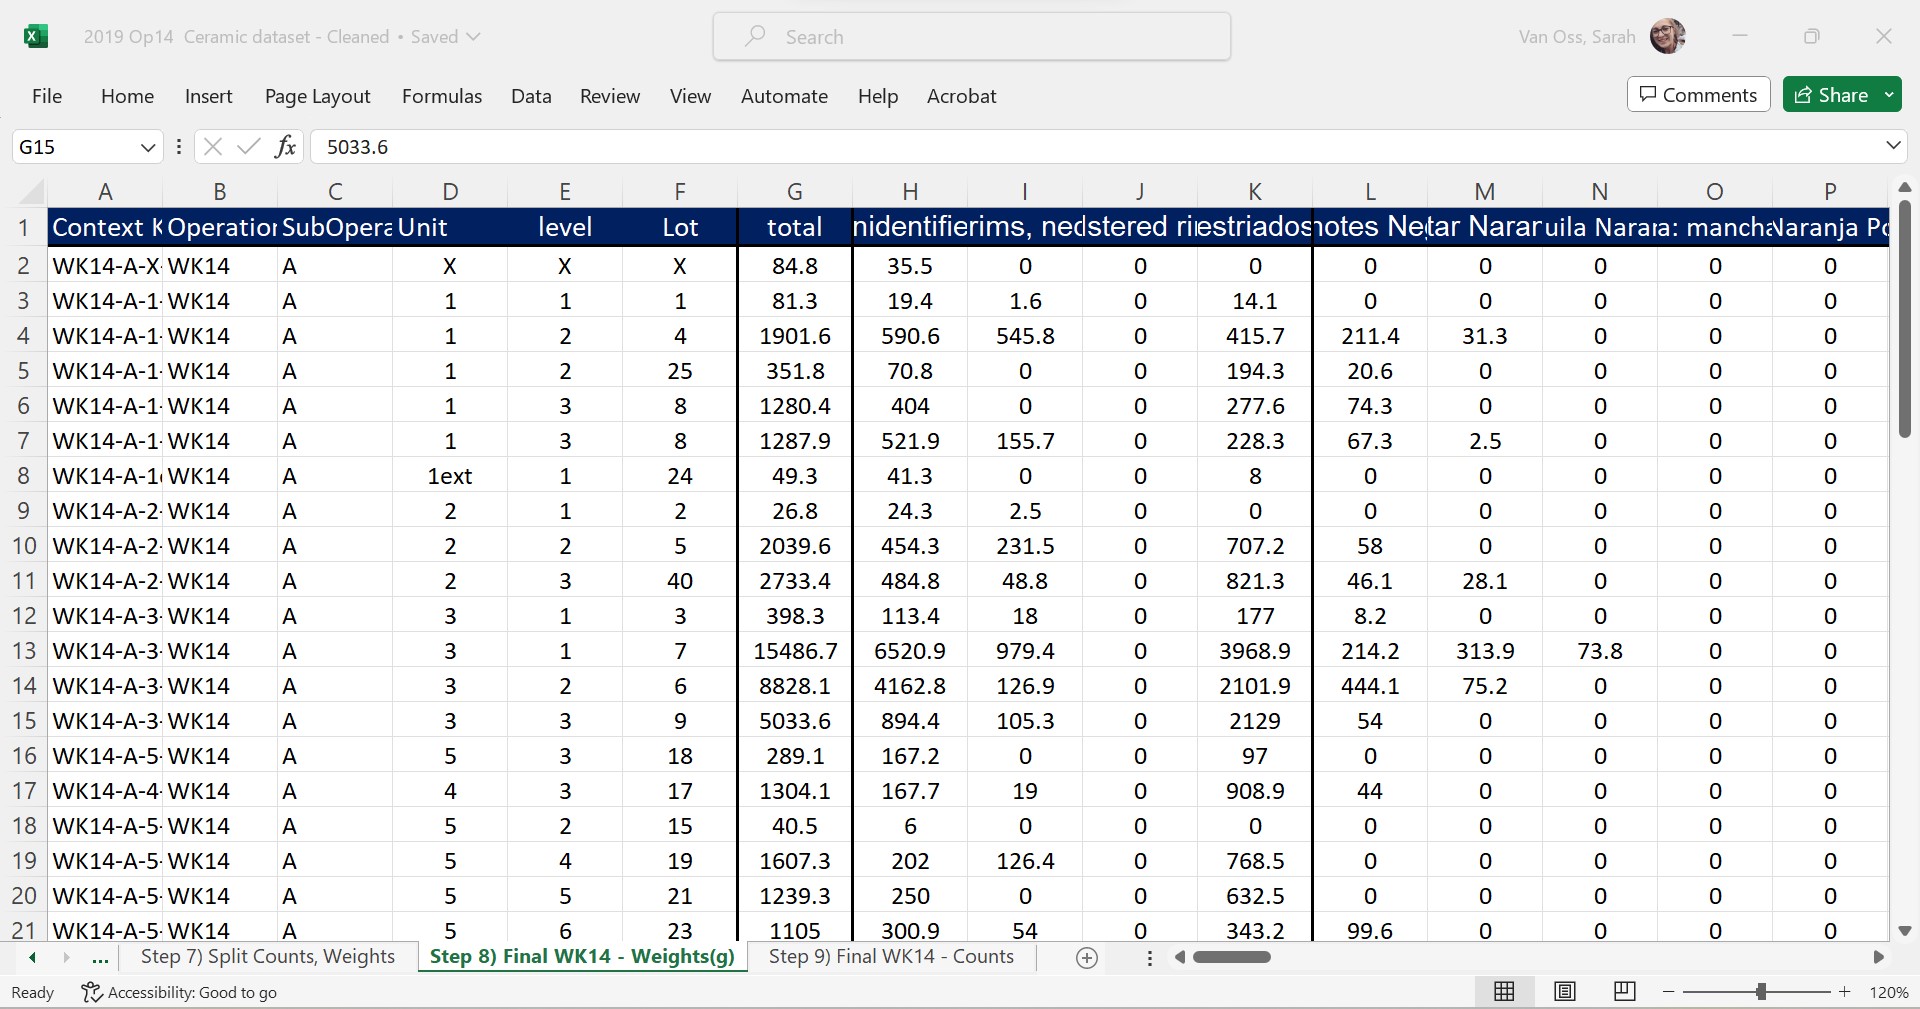 2019 Op14 Ceramic dataset - Cleaned • Saved
Search
Van Oss, Sarah
File Home Insert Page Layout Formulas Data Review View Automate Help Acrobat
Comments Share
G15 fx 5033.6
A B C D E F G H I J K L M N O P
1 Context K Operation SubOpera Unit level Lot total nidentifie rims, ned stered ri estriados notes Neg tar Narar uila Narar a: mancha Naranja Po
2 WK14-A-X- WK14 A X X X 84.8 35.5 0 0 0 0 0 0 0 0
3 WK14-A-1- WK14 A 1 1 1 81.3 19.4 1.6 0 14.1 0 0 0 0 0
4 WK14-A-1- WK14 A 1 2 4 1901.6 590.6 545.8 0 415.7 211.4 31.3 0 0 0
5 WK14-A-1- WK14 A 1 2 25 351.8 70.8 0 0 194.3 20.6 0 0 0 0
6 WK14-A-1- WK14 A 1 3 8 1280.4 404 0 0 277.6 74.3 0 0 0 0
7 WK14-A-1- WK14 A 1 3 8 1287.9 521.9 155.7 0 228.3 67.3 2.5 0 0 0
8 WK14-A-1e WK14 A 1ext 1 24 49.3 41.3 0 0 8 0 0 0 0 0
9 WK14-A-2- WK14 A 2 1 2 26.8 24.3 2.5 0 0 0 0 0 0 0
10 WK14-A-2- WK14 A 2 2 5 2039.6 454.3 231.5 0 707.2 58 0 0 0 0
11 WK14-A-2- WK14 A 2 3 40 2733.4 484.8 48.8 0 821.3 46.1 28.1 0 0 0
12 WK14-A-3- WK14 A 3 1 3 398.3 113.4 18 0 177 8.2 0 0 0 0
13 WK14-A-3- WK14 A 3 1 7 15486.7 6520.9 979.4 0 3968.9 214.2 313.9 73.8 0 0
14 WK14-A-3- WK14 A 3 2 6 8828.1 4162.8 126.9 0 2101.9 444.1 75.2 0 0 0
15 WK14-A-3- WK14 A 3 3 9 5033.6 894.4 105.3 0 2129 54 0 0 0 0
16 WK14-A-5- WK14 A 5 3 18 289.1 167.2 0 0 97 0 0 0 0 0
17 WK14-A-4- WK14 A 4 3 17 1304.1 167.7 19 0 908.9 44 0 0 0 0
18 WK14-A-5- WK14 A 5 2 15 40.5 6 0 0 0 0 0 0 0 0
19 WK14-A-5- WK14 A 5 4 19 1607.3 202 126.4 0 768.5 0 0 0 0 0
20 WK14-A-5- WK14 A 5 5 21 1239.3 250 0 0 632.5 0 0 0 0 0
21 WK14-A-5- WK14 A 5 6 23 1105 300.9 54 0 343.2 99.6 0 0 0 0
... Step 7) Split Counts, Weights Step 8) Final WK14 - Weights(g) Step 9) Final WK14 - Counts
Ready Accessibility: Good to go 120%